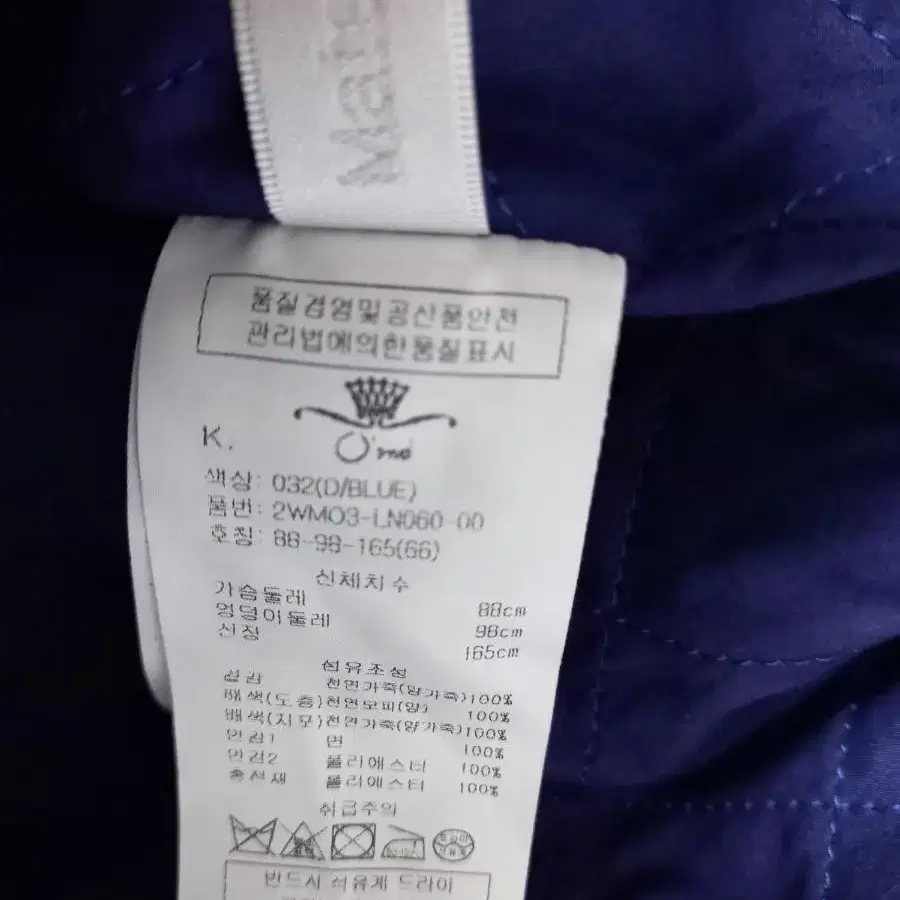 Mai
품질경영및공산품안전
관리법에의한품질표시
K.
색상: 032(D/BLUE)
품번: 2WMO3-LN060-00
호칭: 88-98-165(66)
신체치수
가슴둘레 88cm
엉덩이둘레 98cm
신장 165cm
섬유조성
겉감 천연가죽(양가죽)100%
배색(도중)천연모피(양) 100%
배색(지모)천연가죽(양가죽)100%
안감1 면 100%
안감2 폴리에스터 100%
충전재 폴리에스터 100%
취급주의
반드시 석유계 드라이